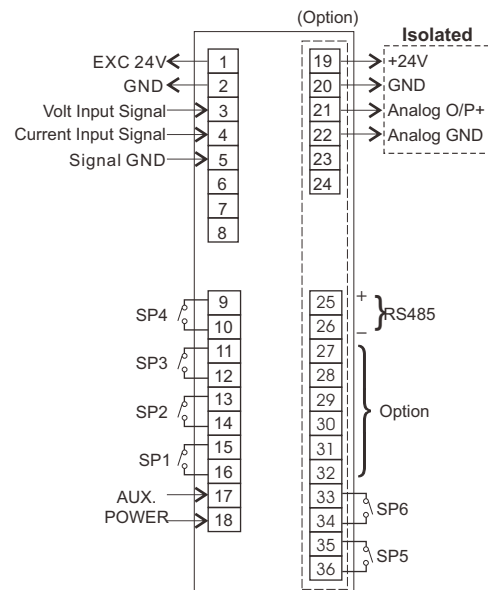 (Option)
Isolated
EXC 24V 1 19 +24V
GND 2 20 GND
Volt Input Signal 3 21 Analog O/P+
Current Input Signal 4 22 Analog GND
Signal GND 5 23
6 24
7
8
SP4 9 25 + RS485
10 26 –
SP3 11 27
12 28
SP2 13 29 Option
14 30
SP1 15 31
16 32
AUX. 17 33 SP6
POWER 18 34
35 SP5
36